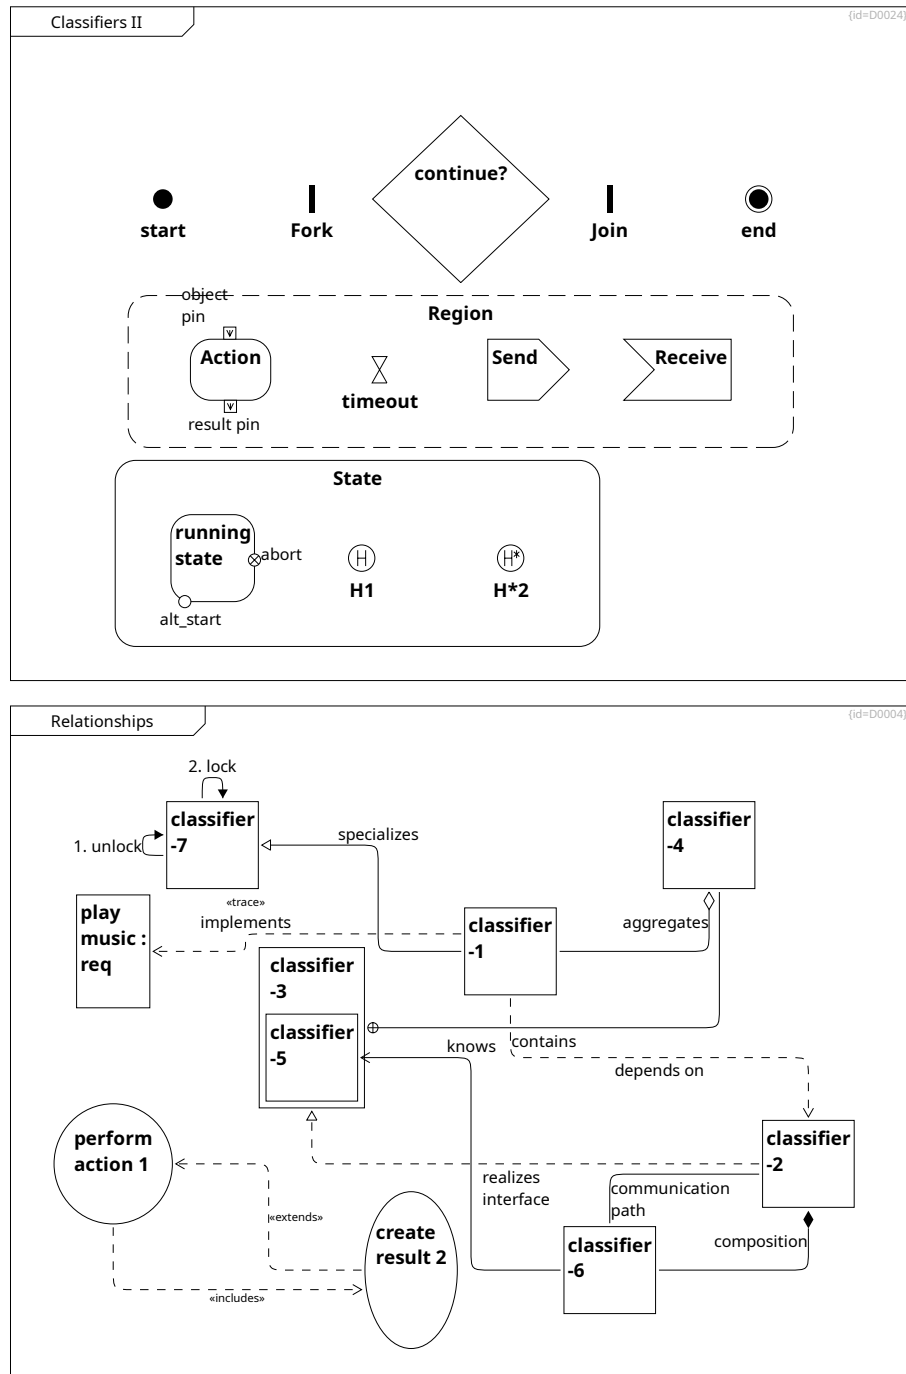 Classifiers II
{id=D0024}
continue?
start
Fork
Join
end
object
pin
Region
Action
Send
Receive
timeout
result pin
State
running
state
abort
H
H*
H1
H*2
alt_start
Relationships
{id=D0004}
2. lock
classifier
-7
1. unlock
specializes
classifier
-4
«trace»
implements
play
music :
req
classifier
-1
aggregates
classifier
-3
classifier
-5
knows
contains
depends on
perform
action 1
classifier
-2
realizes
interface
communication
path
«extends»
create
result 2
classifier
-6
composition
«includes»